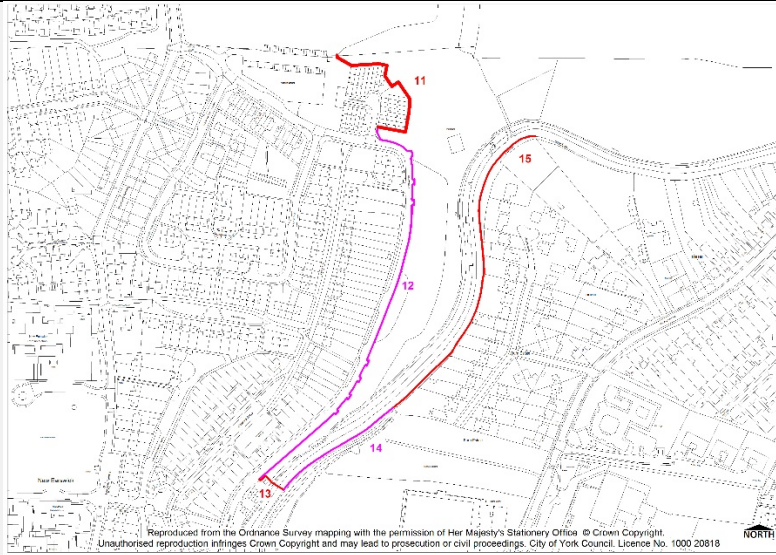 11
15
12
14
13
New Earswick
Reproduced from the Ordnance Survey mapping with the permission of Her Majesty's Stationery Office © Crown Copyright.
Unauthorised reproduction infringes Crown Copyright and may lead to prosecution or civil proceedings. City of York Council. Licence No. 1000 20818
NORTH